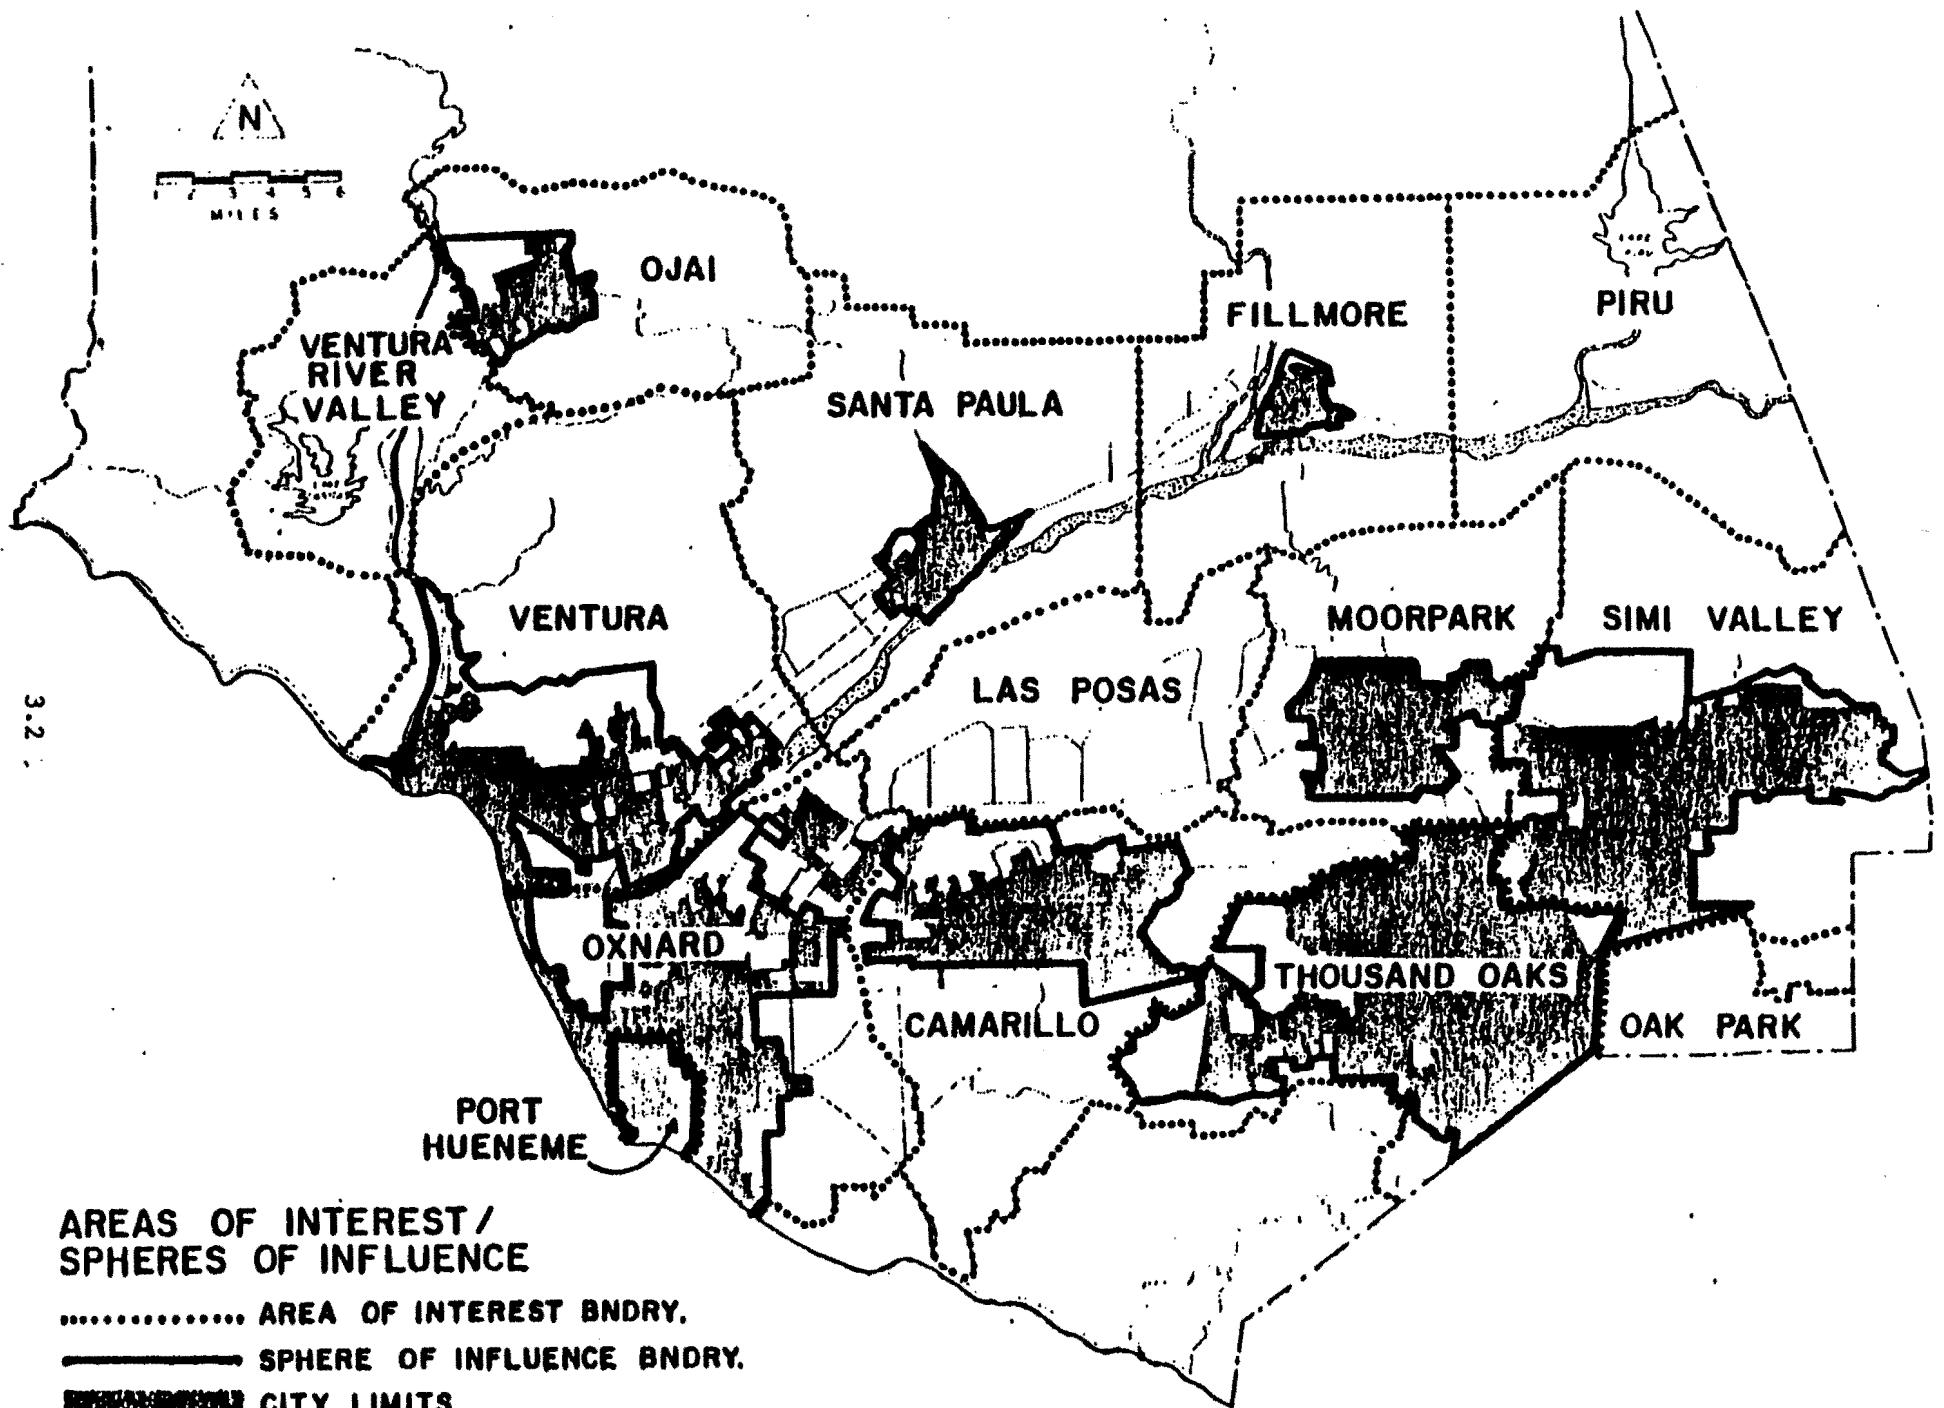 N
MILES
OJAI
VENTURA
RIVER
VALLEY
FILLMORE
PIRU
SANTA PAULA
VENTURA
MOORPARK
SIMI VALLEY
LAS POSAS
3.2.
OXNARD
THOUSAND OAKS
CAMARILLO
OAK PARK
PORT
HUENEME
AREAS OF INTEREST/
SPHERES OF INFLUENCE
AREA OF INTEREST BNDRY.
SPHERE OF INFLUENCE BNDRY.
CITY LIMITS